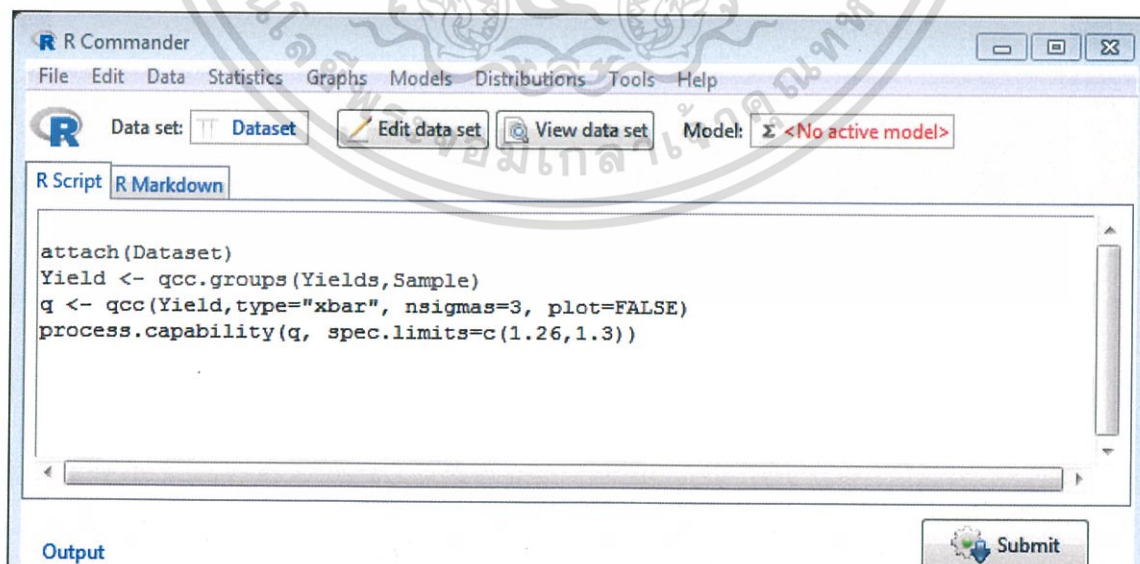 R Commander
File Edit Data Statistics Graphs Models Distributions Tools Help
R Data set: Dataset Edit data set View data set Model: Σ <No active model>
R Script R Markdown
attach(Dataset)
Yield <- qcc.groups(Yields,Sample)
q <- qcc(Yield,type="xbar", nsigmas=3, plot=FALSE)
process.capability(q, spec.limits=c(1.26,1.3))
Output Submit